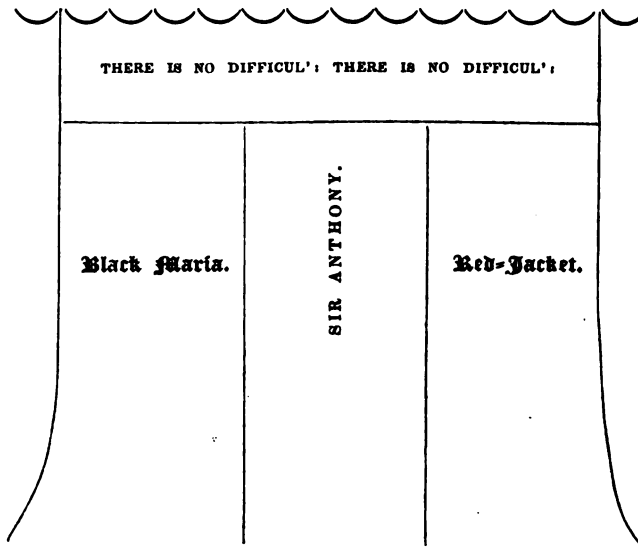 THERE IS NO DIFFICUL': THERE IS NO DIFFICUL':
Black Maria.
SIR ANTHONY.
Red=Jacket.